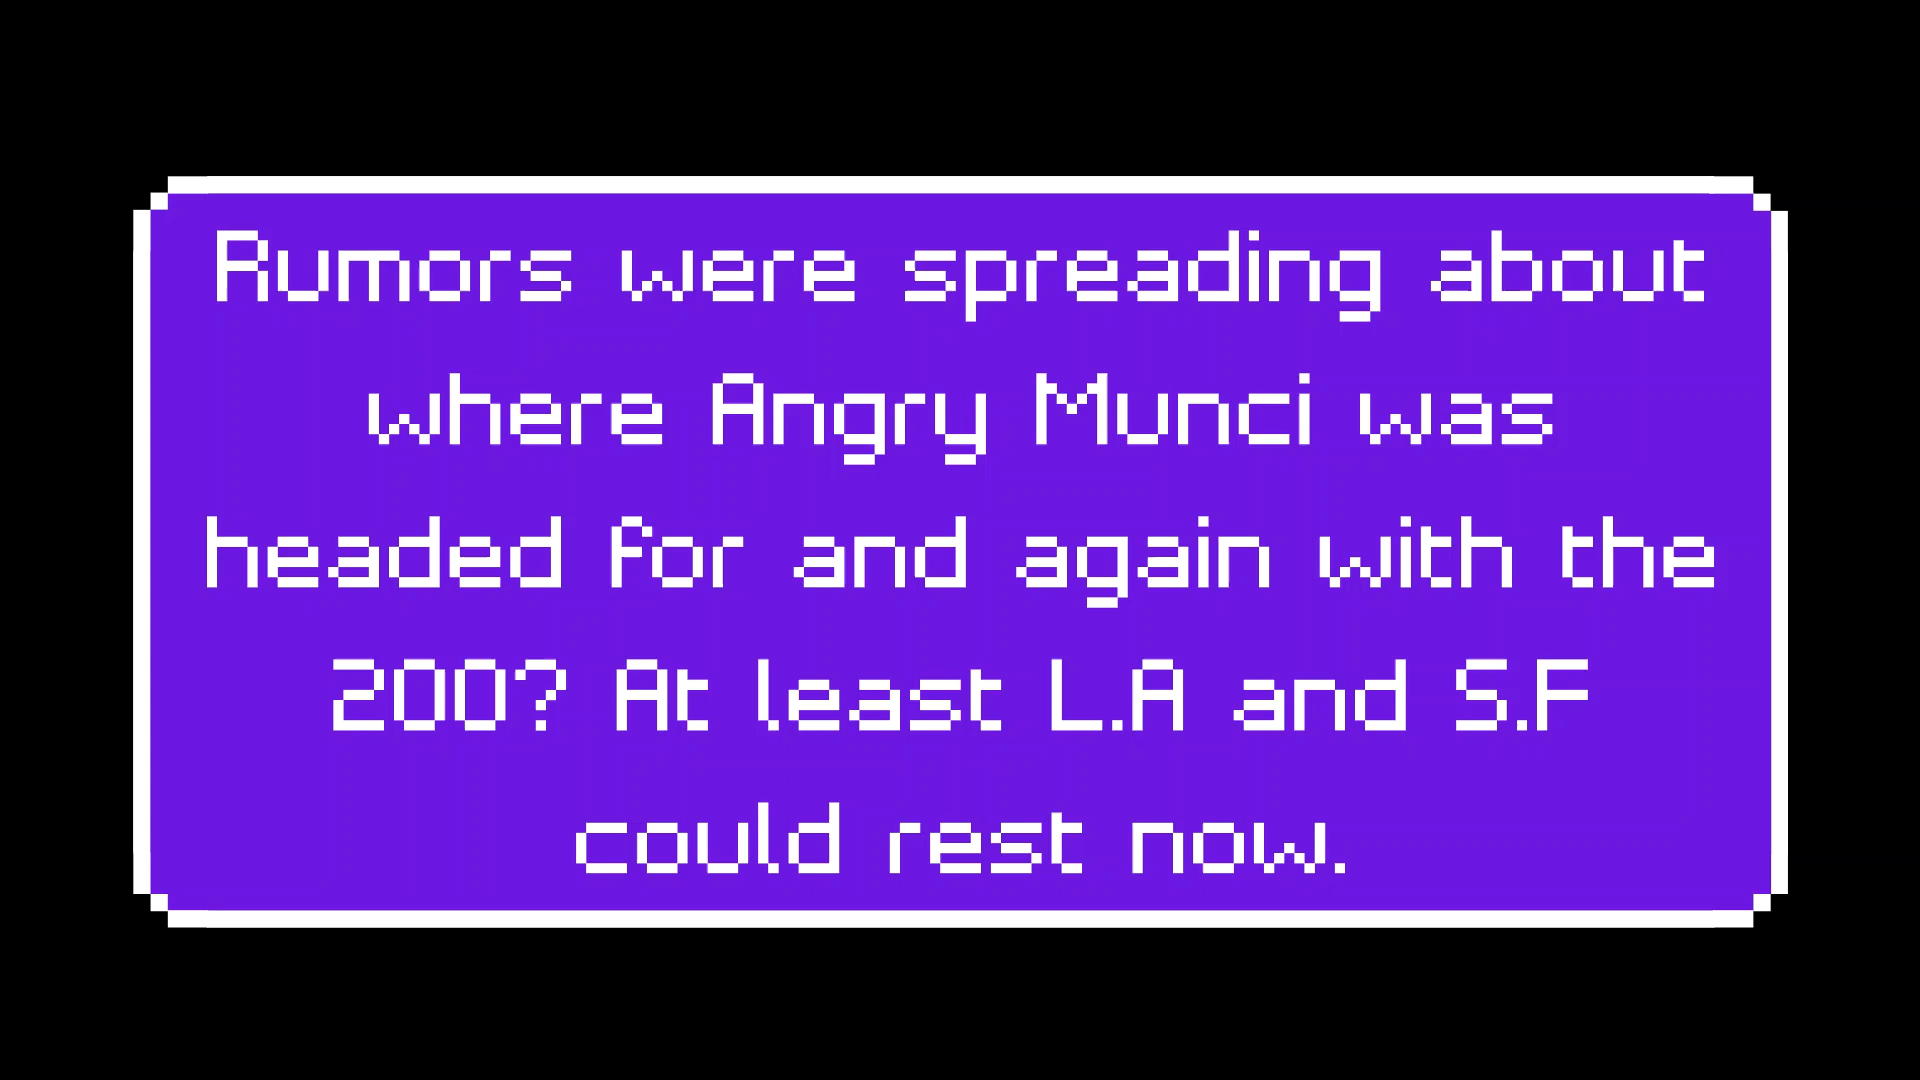 Rumors were spreading about
where Angry Munci was
headed for and again with the
200? At least L.A and S.F
could rest now.